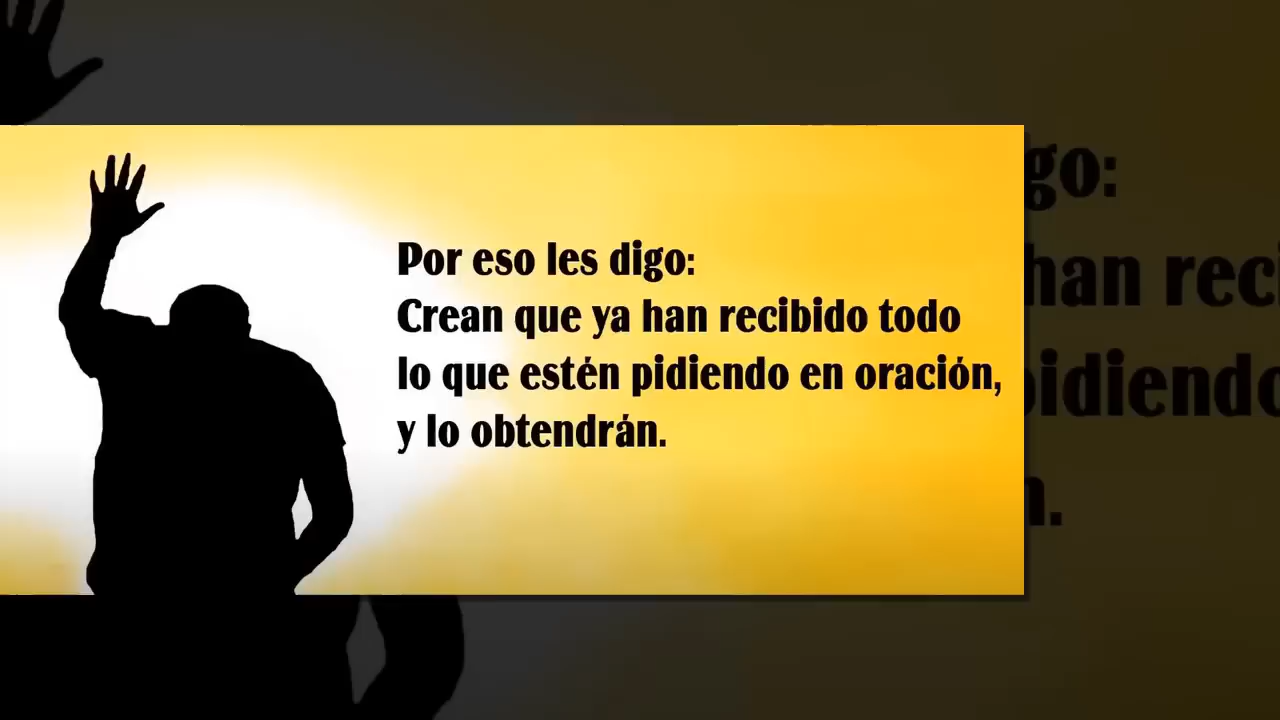 Por eso les digo:
Crean que ya han recibido todo
lo que estén pidiendo en oración,
y lo obtendrán.